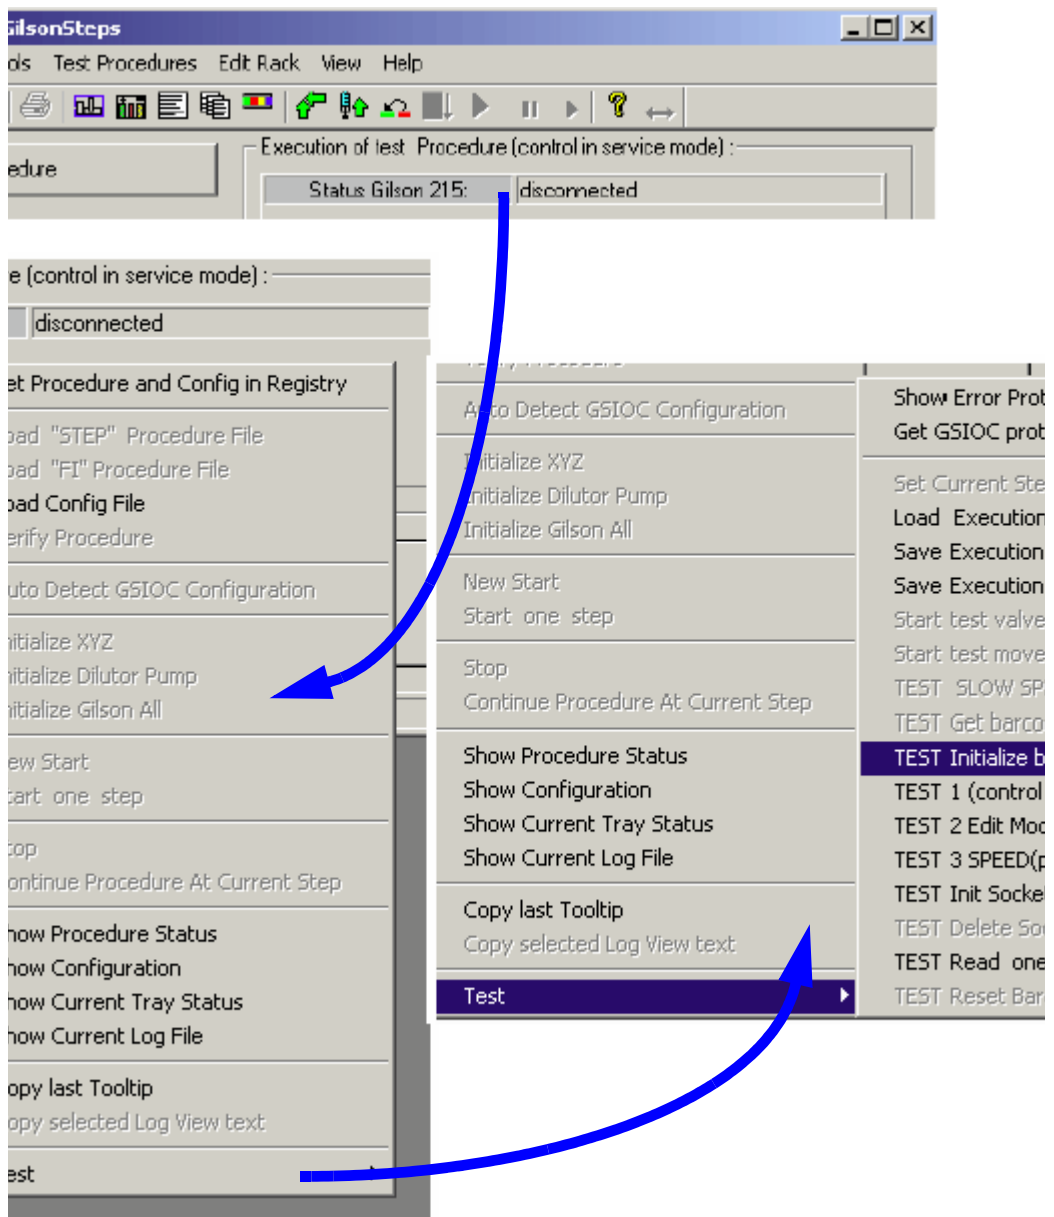 GilsonSteps
ols Test Procedures Edit Rack View Help
Execution of test Procedure (control in service mode) :
edure
Status Gilson 215: disconnected
e (control in service mode) :
disconnected
et Procedure and Config in Registry
oad "STEP" Procedure File
oad "FI" Procedure File
oad Config File
erify Procedure
uto Detect GSIOC Configuration
nitialize XYZ
nitialize Dilutor Pump
nitialize Gilson All
ew Start
tart one step
top
ontinue Procedure At Current Step
how Procedure Status
how Configuration
how Current Tray Status
how Current Log File
opy last Tooltip
opy selected Log View text
est
Auto Detect GSIOC Configuration
Initialize XYZ
Initialize Dilutor Pump
Initialize Gilson All
New Start
Start one step
Stop
Continue Procedure At Current Step
Show Procedure Status
Show Configuration
Show Current Tray Status
Show Current Log File
Copy last Tooltip
Copy selected Log View text
Test
Show Error Prot
Get GSIOC prot
Set Current Ste
Load Execution
Save Execution
Save Execution
Start test valve
Start test move
TEST SLOW SP
TEST Get barco
TEST Initialize b
TEST 1 (control
TEST 2 Edit Mod
TEST 3 SPEED(p
TEST Init Socke
TEST Delete So
TEST Read one
TEST Reset Bar